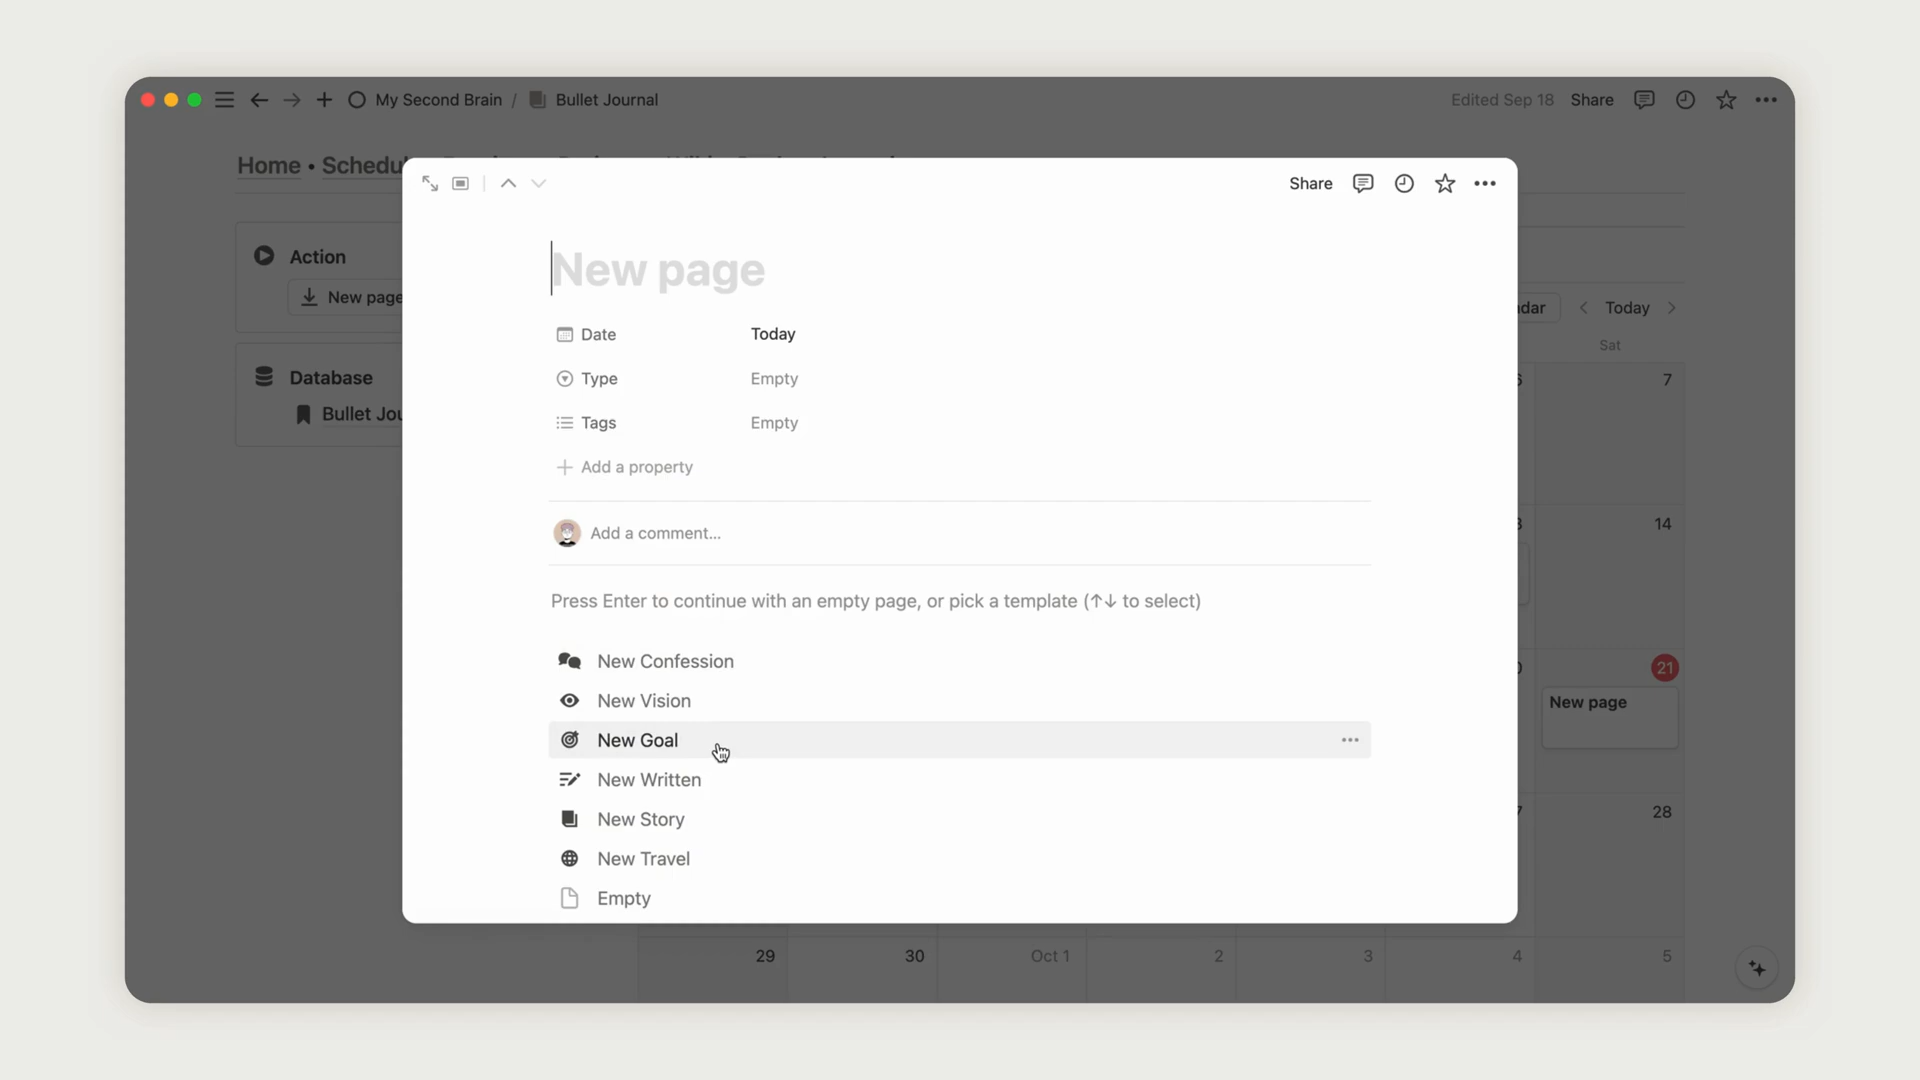 My Second Brain / Bullet Journal
Edited Sep 18 Share
Home • Schedul
Share
Action
New page
Database
Bullet Jou
New page
Date Today
Type Empty
Tags Empty
Add a property
Add a comment...
Press Enter to continue with an empty page, or pick a template (↑↓ to select)
New Confession
New Vision
New Goal
New Written
New Story
New Travel
Empty
ndar
Today
Sat
7
14
21
New page
28
29 30 Oct 1 2 3 4 5